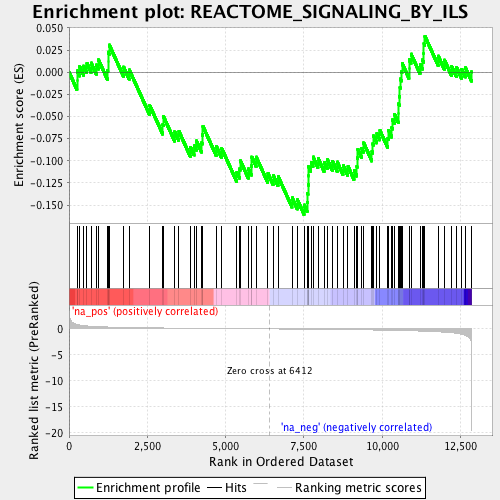 Enrichment plot: REACTOME_SIGNALING_BY_ILS
Enrichment score (ES)
0.050
0.025
0.000
-0.025
-0.050
-0.075
-0.100
-0.125
-0.150
'na_pos' (positively correlated)
Ranked list metric (PreRanked)
0
-5
-10
-15
-20
Zero cross at 6412
'na_neg' (negatively correlated)
0
2,500
5,000
7,500
10,000
12,500
Rank in Ordered Dataset
Enrichment profile
Hits
Ranking metric scores